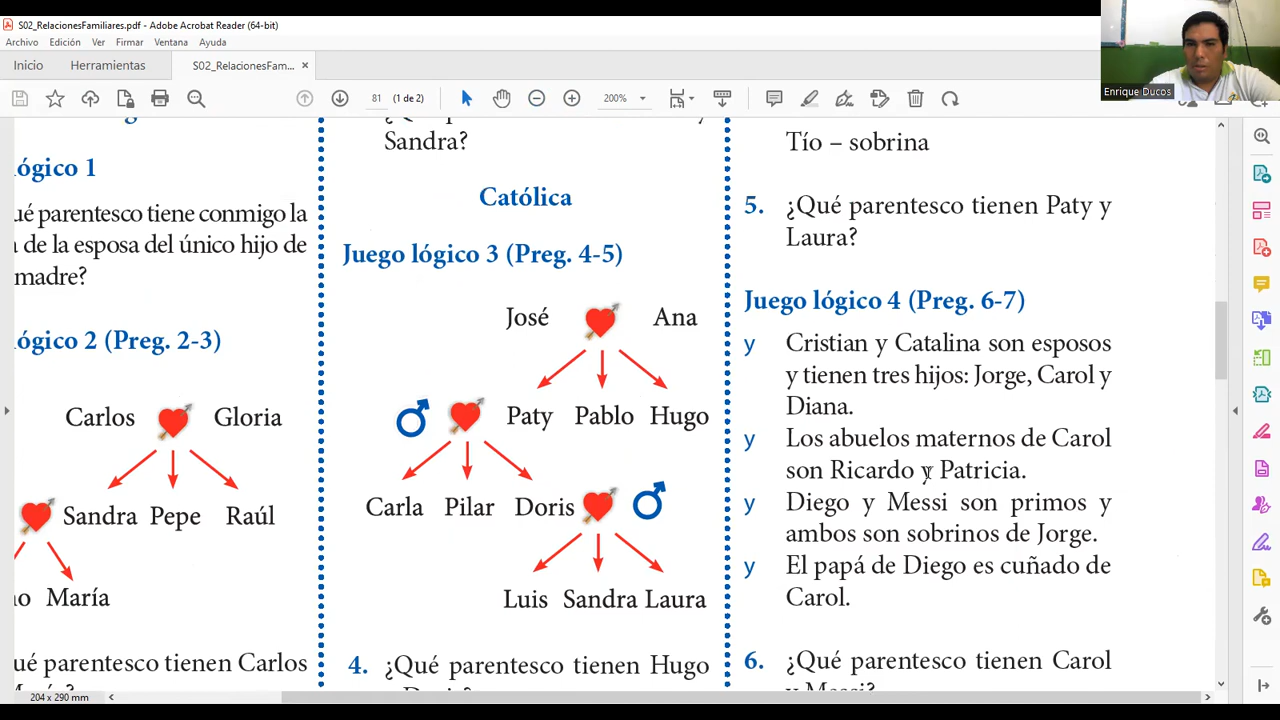 S02_RelacionesFamiliares.pdf - Adobe Acrobat Reader (64-bit)
Archivo Edición Ver Firmar Ventana Ayuda
Inicio Herramientas S02_RelacionesFam... ×
81 (1 de 2) 200%
Enrique Ducos
ógico 1
ué parentesco tiene conmigo la
a de la esposa del único hijo de
madre?
ógico 2 (Preg. 2-3)
Carlos Gloria
Sandra Pepe Raúl
María
ué parentesco tienen Carlos
Sandra?
Católica
Juego lógico 3 (Preg. 4-5)
José Ana
Paty Pablo Hugo
Carla Pilar Doris
Luis Sandra Laura
4. ¿Qué parentesco tienen Hugo
Tío – sobrina
5. ¿Qué parentesco tienen Paty y
Laura?
Juego lógico 4 (Preg. 6-7)
y Cristian y Catalina son esposos
y tienen tres hijos: Jorge, Carol y
Diana.
y Los abuelos maternos de Carol
son Ricardo y Patricia.
y Diego y Messi son primos y
ambos son sobrinos de Jorge.
y El papá de Diego es cuñado de
Carol.
6. ¿Qué parentesco tienen Carol
y Messi?
204 x 290 mm